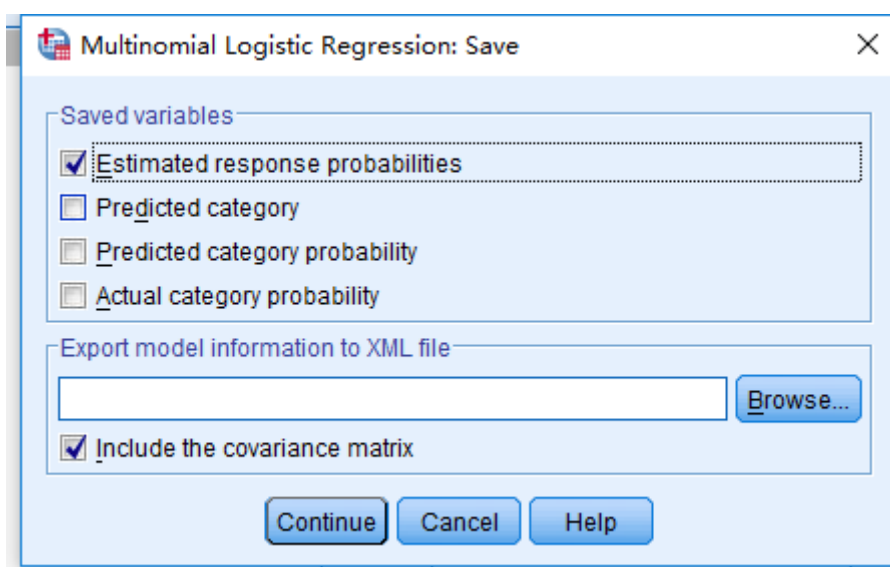 Multinomial Logistic Regression: Save
Saved variables
Estimated response probabilities
Predicted category
Predicted category probability
Actual category probability
Export model information to XML file
Browse...
Include the covariance matrix
Continue Cancel Help